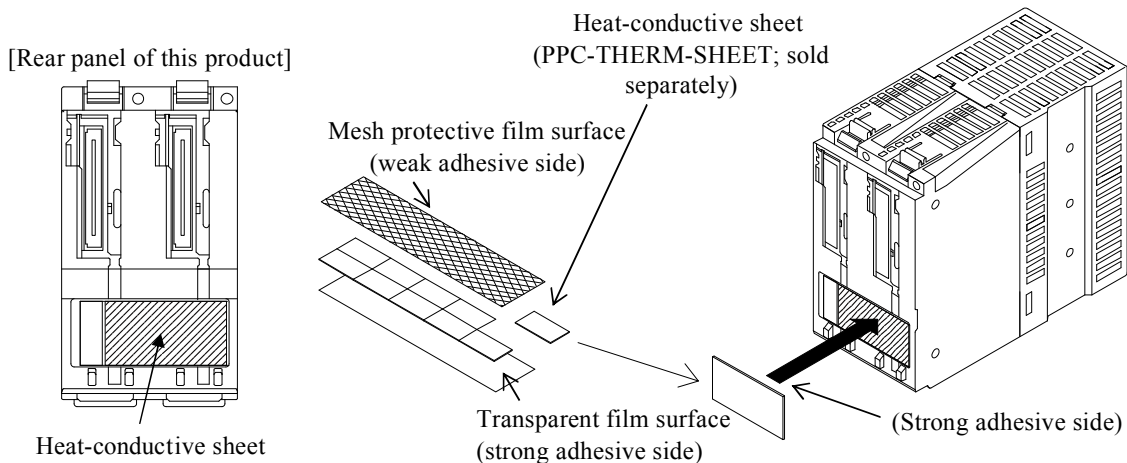 [Rear panel of this product]
Heat-conductive sheet
Mesh protective film surface
(weak adhesive side)
Heat-conductive sheet
(PPC-THERM-SHEET; sold
separately)
Transparent film surface
(strong adhesive side)
(Strong adhesive side)